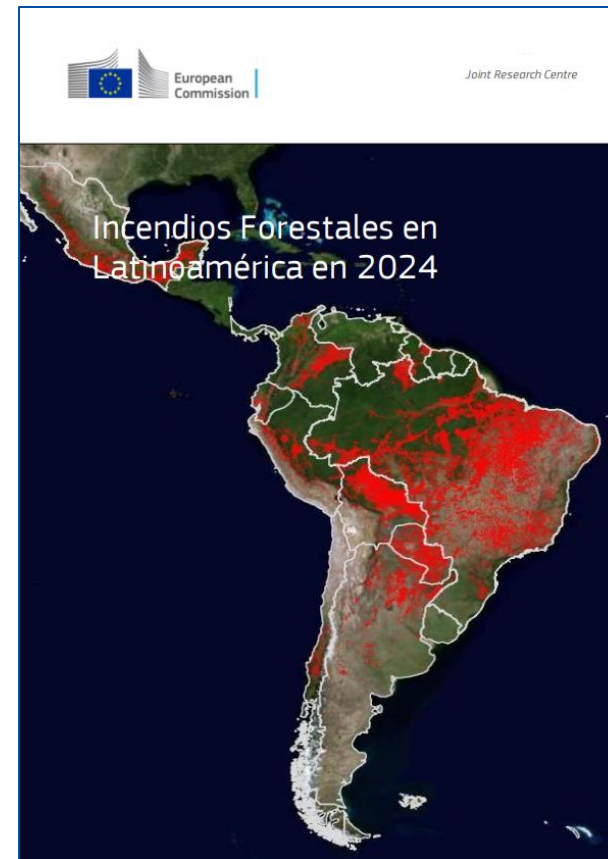 European
Commission
Joint Research Centre
Incendios Forestales en
Latinoamérica en 2024